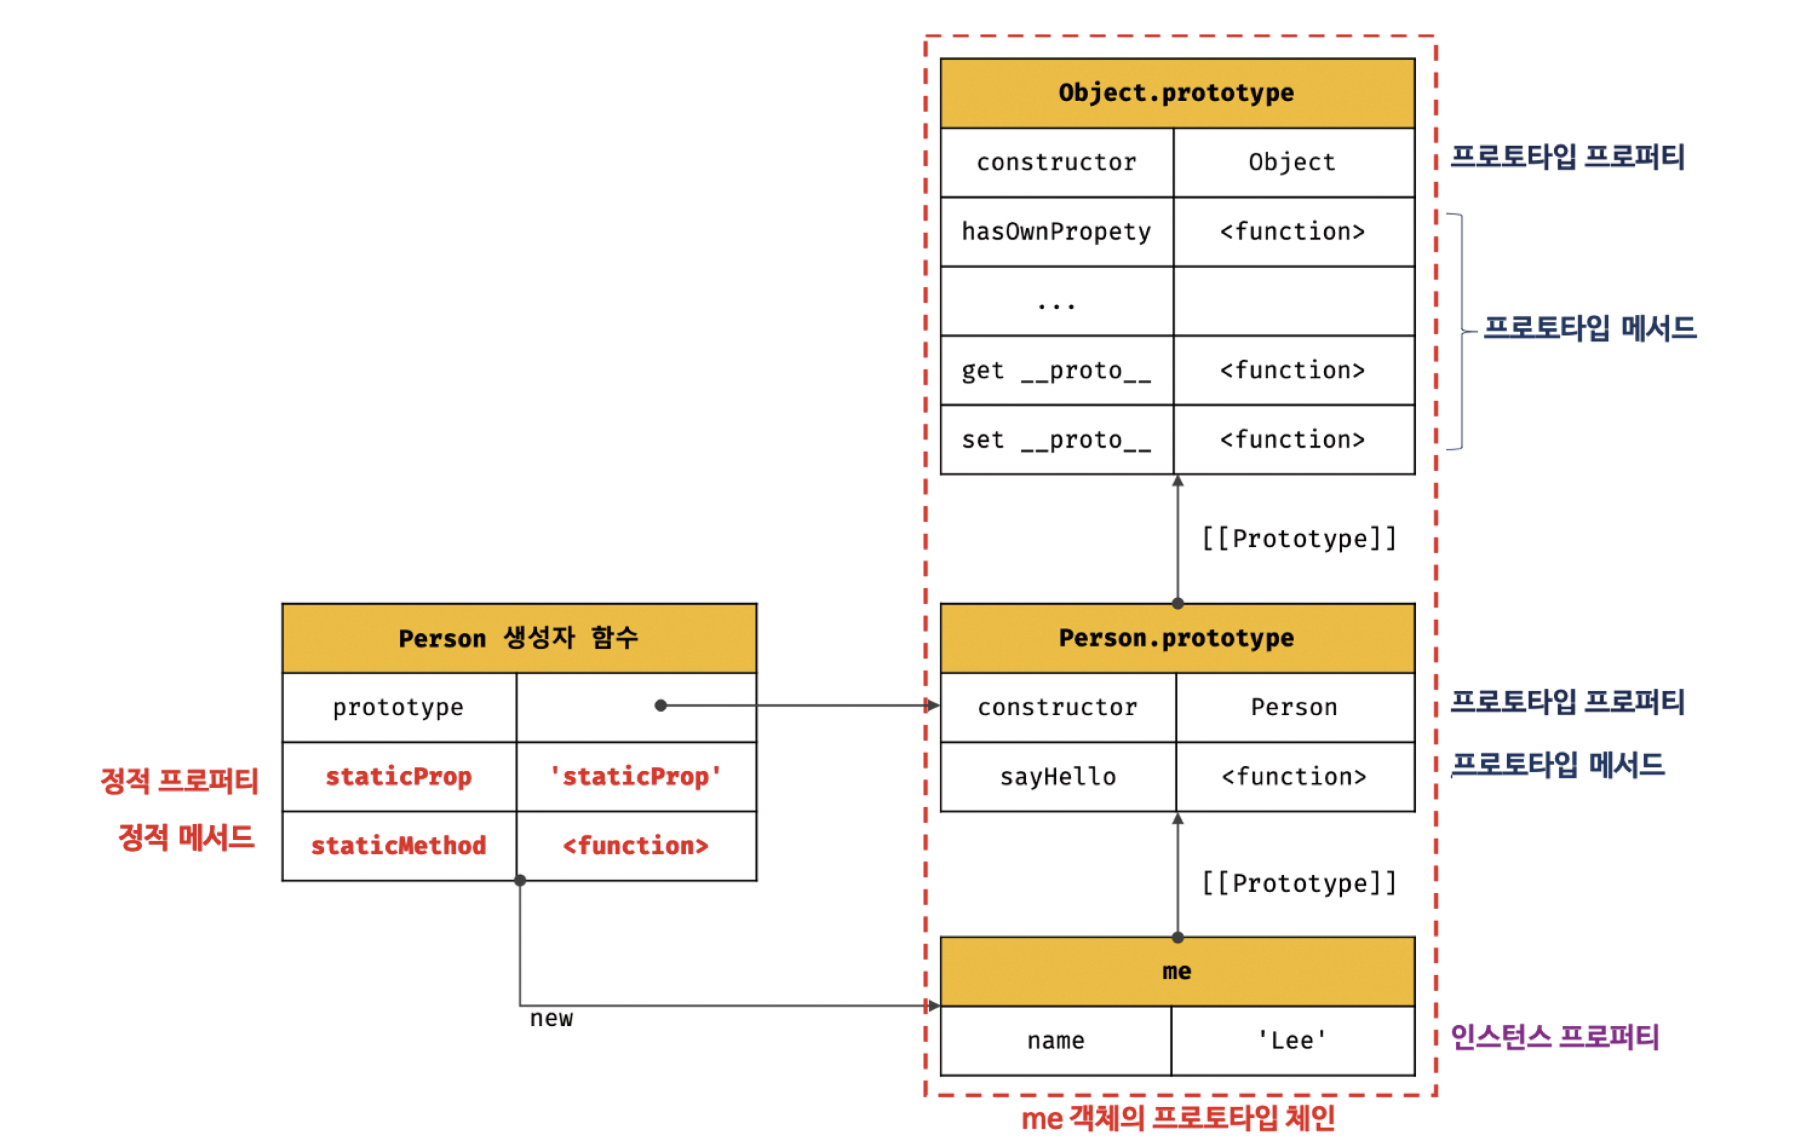 Object.prototype
constructor Object 프로토타입 프로퍼티
hasOwnPropety <function>
...
프로토타입 메서드
get __proto__ <function>
set __proto__ <function>
[[Prototype]]
Person 생성자 함수
prototype
정적 프로퍼티 staticProp 'staticProp'
정적 메서드 staticMethod <function>
new
Person.prototype
constructor Person 프로토타입 프로퍼티
sayHello <function> 프로토타입 메서드
[[Prototype]]
me
name 'Lee' 인스턴스 프로퍼티
me 객체의 프로토타입 체인